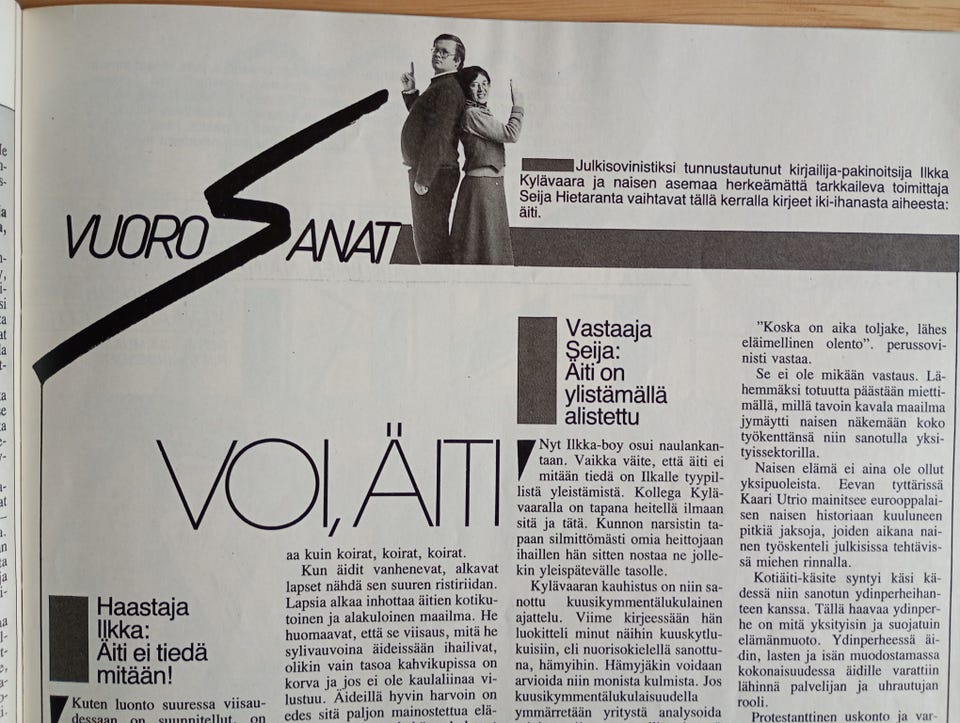 VUOROSANAT
Julkisovinistiksi tunnustautunut kirjailija-pakinoitsija Ilkka
Kylävaara ja naisen asemaa herkeämättä tarkkaileva toimittaja
Seija Hietaranta vaihtavat tällä kerralla kirjeet iki-ihanasta aiheesta:
äiti.
VOI, ÄITI
Haastaja
Ilkka:
Äiti ei tiedä
mitään!
Kuten luonto suuressa viisau-
dessaan on suunnitellut, on
aa kuin koirat, koirat, koirat.
Kun äidit vanhenevat, alkavat
lapset nähdä sen suuren ristiriidan.
Lapsia alkaa inhottaa äitien kotiku-
toinen ja alakuloinen maailma. He
huomaavat, että se viisaus, mitä he
sylivauvoina äideissään ihailivat,
olikin vain tasoa kahvikupissa on
korva ja jos ei ole kaulaliinaa vi-
lustuu. Äideillä hyvin harvoin on
edes sitä paljon mainostettua elä-
Vastaaja
Seija:
Äiti on
ylistämällä
alistettu
Nyt Ilkka-boy osui naulankan-
taan. Vaikka väite, että äiti ei
mitään tiedä on Ilkalle tyypil-
listä yleistämistä. Kollega Kylä-
vaaralla on tapana heitellä ilmaan
sitä ja tätä. Kunnon narsistin ta-
paan silmittömästi omia heittojaan
ihaillen hän sitten nostaa ne jolle-
kin yleispätevälle tasolle.
Kylävaaran kauhistus on niin sa-
nottu kuusikymmentälukulainen
ajattelu. Viime kirjeessään hän
luokitteli minut näihin kuuskytlu-
kuisiin, eli nuorisokielellä sanottu-
na, hämyihin. Hämyjäkin voidaan
arvioida niin monista kulmista. Jos
kuusikymmentälukulaisuudella
ymmärretään yritystä analysoida
"Koska on aika toljake, lähes
eläimellinen olento". perussovi-
nisti vastaa.
Se ei ole mikään vastaus. Lä-
hemmäksi totuutta päästään mietti-
mällä, millä tavoin kavala maailma
jymäytti naisen näkemään koko
työkenttänsä niin sanotulla yksi-
tyissektorilla.
Naisen elämä ei aina ole ollut
yksipuoleista. Eevan tyttärissä
Kaari Utrio mainitsee eurooppalai-
sen naisen historiaan kuuluneen
pitkiä jaksoja, joiden aikana nai-
nen työskenteli julkisissa tehtävis-
sä miehen rinnalla.
Kotiäiti-käsite syntyi käsi kä-
dessä niin sanotun ydinperheihan-
teen kanssa. Tällä haavaa ydinper-
he on mitä yksityisin ja suojatuin
elämänmuoto. Ydinperheessä äi-
din, lasten ja isän muodostamassa
kokonaisuudessa äidille varattiin
lähinnä palvelijan ja uhrautujan
rooli.
Protestanttinen uskonto ja var-